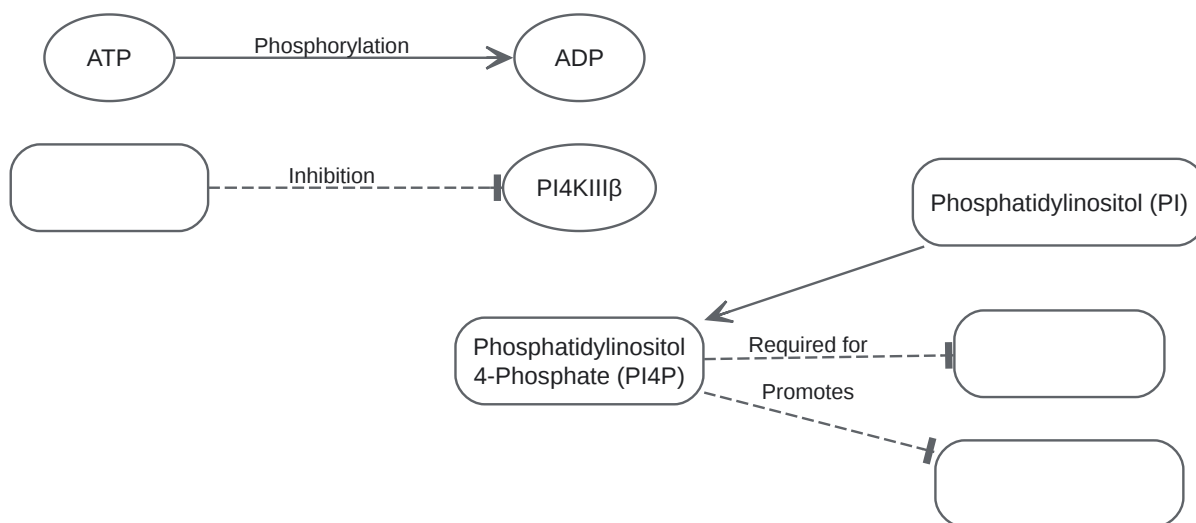 ATP
Phosphorylation
ADP
Inhibition
PI4KIIIβ
Phosphatidylinositol (PI)
Phosphatidylinositol
4-Phosphate (PI4P)
Required for
Promotes